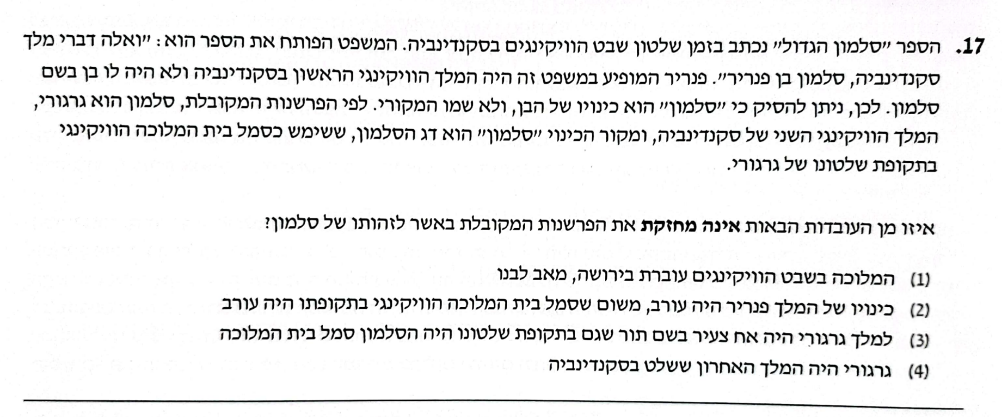 17. הספר "סלמון הגדול" נכתב בזמן שלטון שבט הוויקינגים בסקנדינביה. המשפט הפותח את הספר הוא: "ואלה דברי מלך
סקנדינביה, סלמון בן פנריר". פנריר המופיע במשפט זה היה המלך הוויקינגי הראשון בסקנדינביה ולא היה לו בן בשם
סלמון. לכן, ניתן להסיק כי "סלמון" הוא כינויו של הבן, ולא שמו המקורי. לפי הפרשנות המקובלת, סלמון הוא גרגורי,
המלך הוויקינגי השני של סקנדינביה, ומקור הכינוי "סלמון" הוא דג הסלמון, ששימש כסמל בית המלוכה הוויקינגי
בתקופת שלטונו של גרגורי.
איזו מן העובדות הבאות אינה מחזקת את הפרשנות המקובלת באשר לזהותו של סלמון?
(1) המלוכה בשבט הוויקינגים עוברת בירושה, מאב לבנו
(2) כינויו של המלך פנריר היה עורב, משום שסמל בית המלוכה הוויקינגי בתקופתו היה עורב
(3) למלך גרגורי היה אח צעיר בשם תור שגם בתקופת שלטונו היה הסלמון סמל בית המלוכה
(4) גרגורי היה המלך האחרון ששלט בסקנדינביה